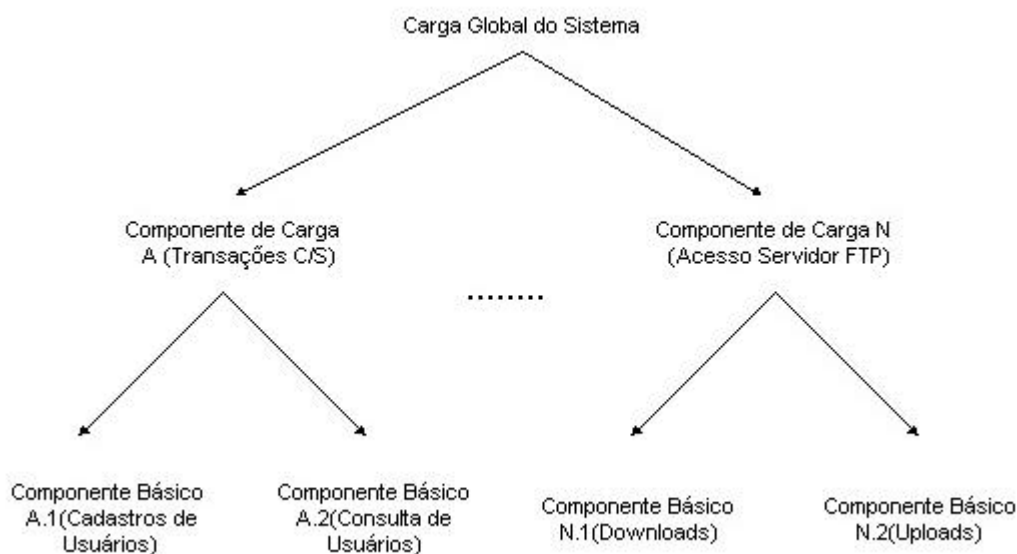 Carga Global do Sistema
Componente de Carga
A (Transações C/S)
Componente de Carga N
(Acesso Servidor FTP)
........
Componente Básico
A.1(Cadastros de
Usuários)
Componente Básico
A.2(Consulta de
Usuários)
Componente Básico
N.1(Downloads)
Componente Básico
N.2(Uploads)